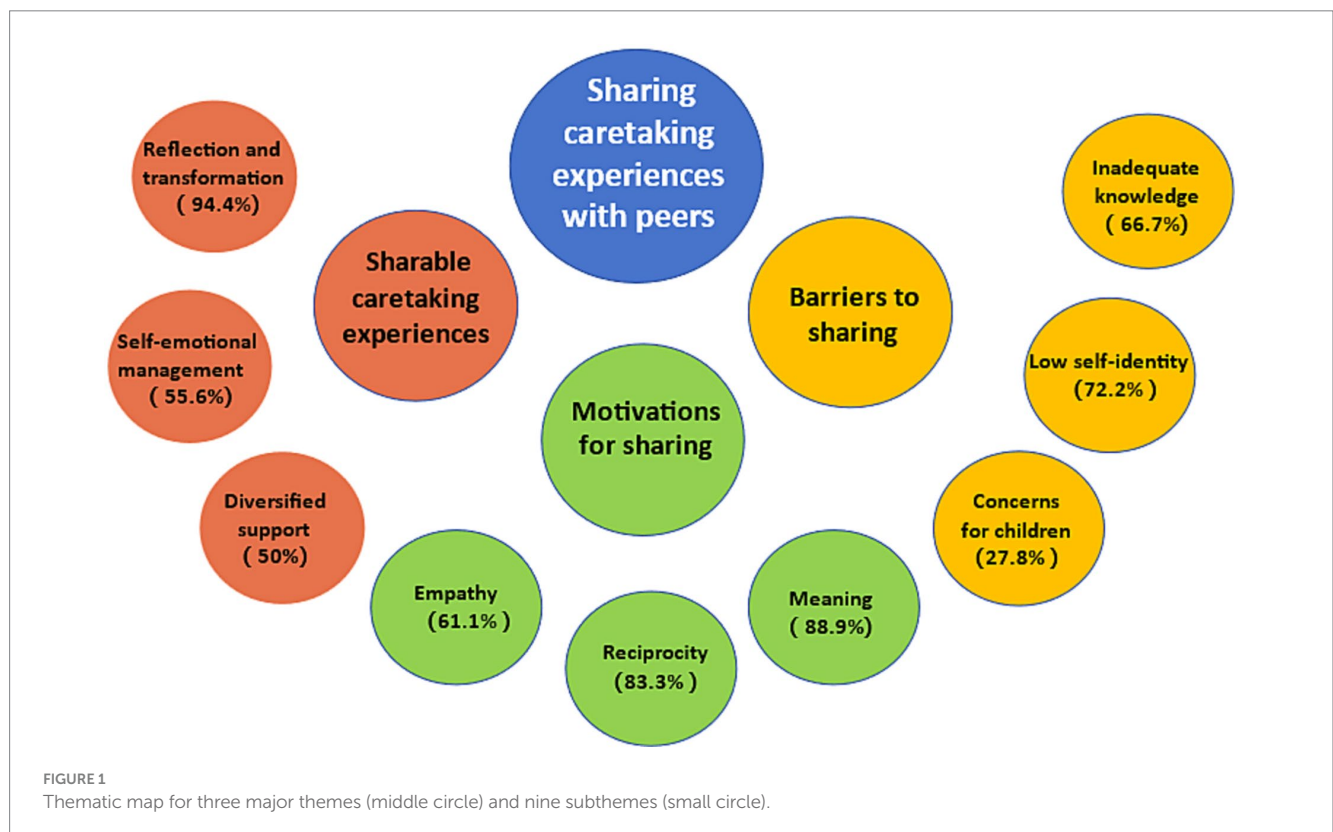 Sharing
caretaking
experiences
with peers
Reflection and
transformation
( 94.4%)
Sharable
caretaking
experiences
Self-emotional
management
( 55.6%)
Diversified
support
( 50%)
Motivations
for sharing
Empathy
(61.1% )
Reciprocity
(83.3% )
Meaning
( 88.9%)
Barriers to
sharing
Inadequate
knowledge
( 66.7%)
Low self-identity
(72.2% )
Concerns
for children
(27.8% )
FIGURE 1
Thematic map for three major themes (middle circle) and nine subthemes (small circle).